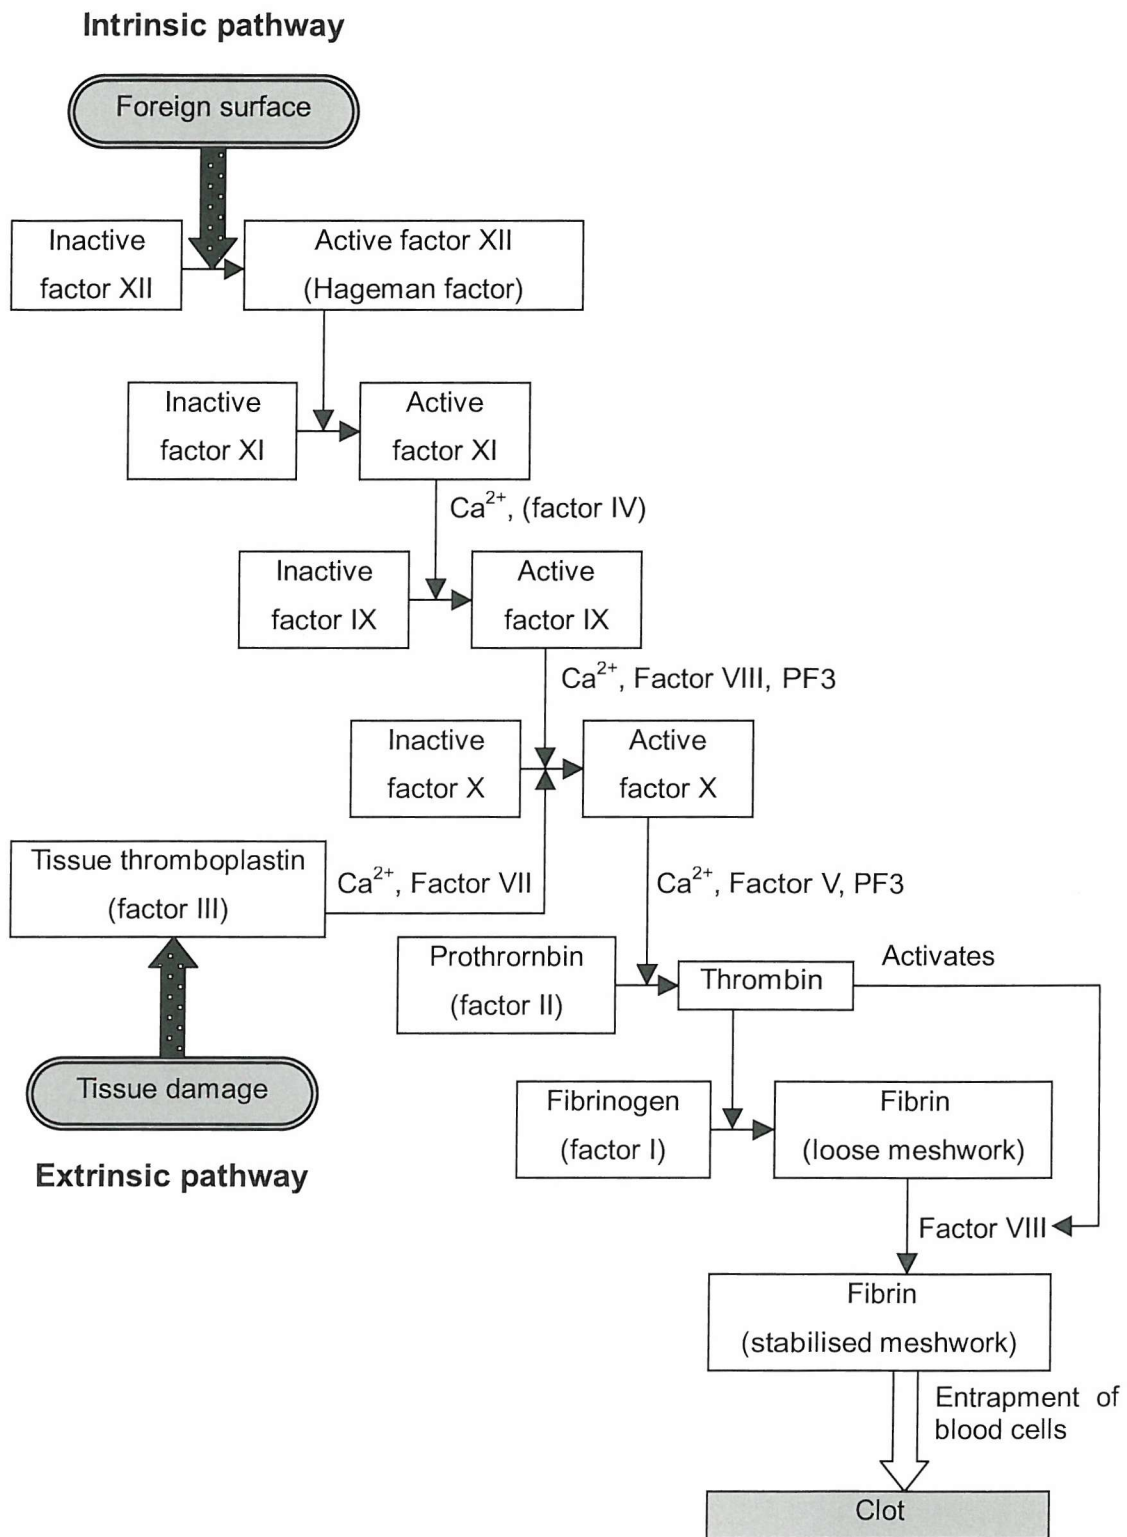 Intrinsic pathway
Foreign surface
Inactive
factor XII
Active factor XII
(Hageman factor)
Inactive
factor XI
Active
factor XI
Ca²⁺, (factor IV)
Inactive
factor IX
Active
factor IX
Ca²⁺, Factor VIII, PF3
Inactive
factor X
Active
factor X
Tissue thromboplastin
(factor III)
Ca²⁺, Factor VII
Ca²⁺, Factor V, PF3
Prothrornbin
(factor II)
Thrombin
Activates
Tissue damage
Extrinsic pathway
Fibrinogen
(factor I)
Fibrin
(loose meshwork)
Factor VIII
Fibrin
(stabilised meshwork)
Entrapment of
blood cells
Clot